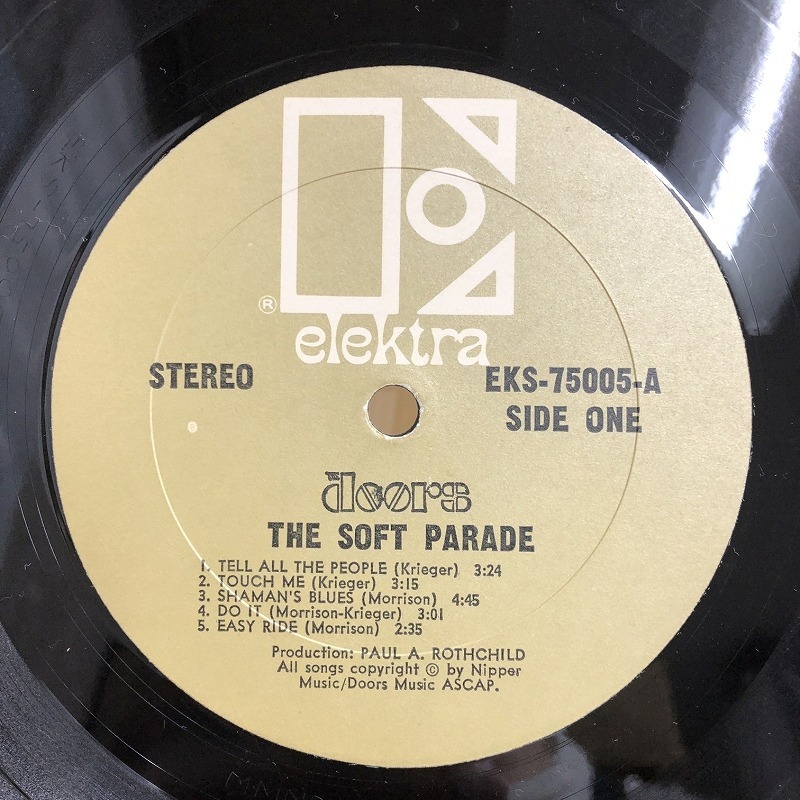 ®
elektra
STEREO
EKS-75005-A
SIDE ONE
the doors
THE SOFT PARADE
1. TELL ALL THE PEOPLE (Krieger) 3:24
2. TOUCH ME (Krieger) 3:15
3. SHAMAN'S BLUES (Morrison) 4:45
4. DO IT (Morrison-Krieger) 3:01
5. EASY RIDE (Morrison) 2:35
Production: PAUL A. ROTHCHILD
All songs copyright © by Nipper
Music/Doors Music ASCAP.